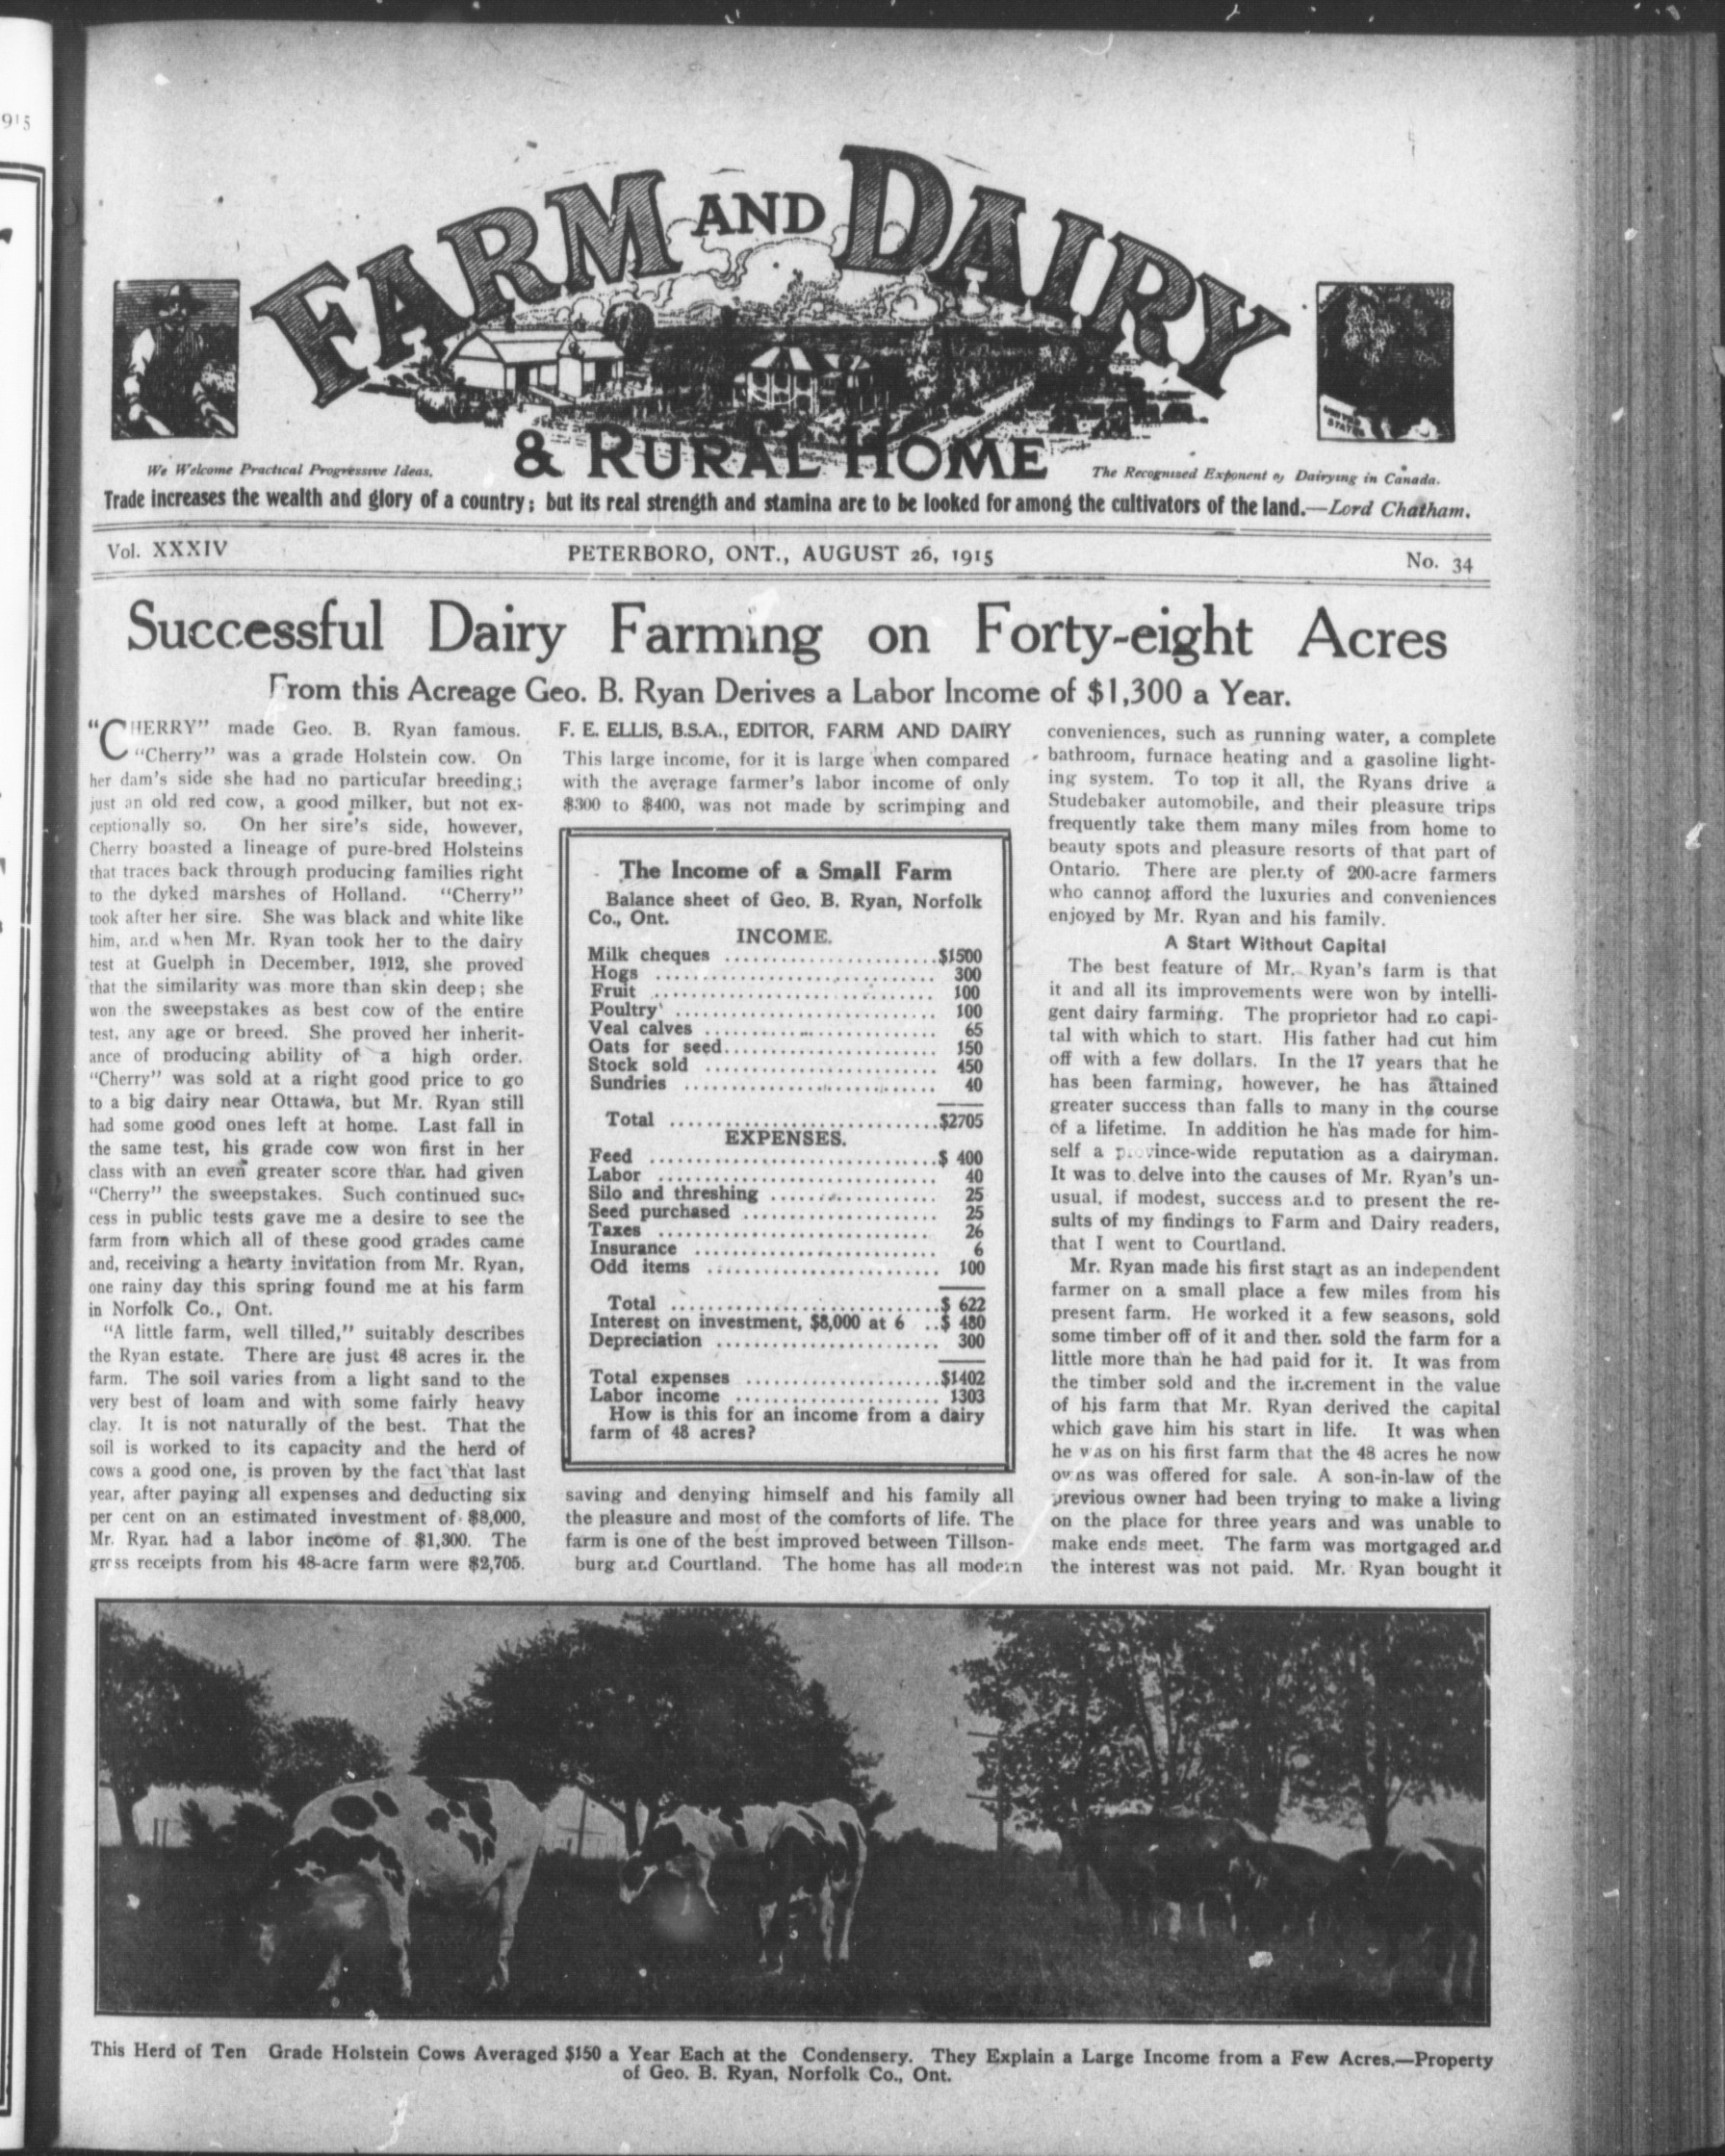 915
FARM AND DAIRY
& RURAL HOME
We Welcome Practical Progressive Ideas.
The Recognized Exponent of Dairying in Canada.
Trade increases the wealth and glory of a country; but its real strength and stamina are to be looked for among the cultivators of the land.—Lord Chatham.
Vol. XXXIV
PETERBORO, ONT., AUGUST 26, 1915
No. 34
Successful Dairy Farming on Forty-eight Acres
From this Acreage Geo. B. Ryan Derives a Labor Income of $1,300 a Year.
"CHERRY" made Geo. B. Ryan famous.
"Cherry" was a grade Holstein cow. On
her dam's side she had no particular breeding;
just an old red cow, a good milker, but not ex-
ceptionally so. On her sire's side, however,
Cherry boasted a lineage of pure-bred Holsteins
that traces back through producing families right
to the dyked marshes of Holland. "Cherry"
took after her sire. She was black and white like
him, and when Mr. Ryan took her to the dairy
test at Guelph in December, 1912, she proved
that the similarity was more than skin deep; she
won the sweepstakes as best cow of the entire
test, any age or breed. She proved her inherit-
ance of producing ability of a high order.
"Cherry" was sold at a right good price to go
to a big dairy near Ottawa, but Mr. Ryan still
had some good ones left at home. Last fall in
the same test, his grade cow won first in her
class with an even greater score than had given
"Cherry" the sweepstakes. Such continued suc-
cess in public tests gave me a desire to see the
farm from which all of these good grades came
and, receiving a hearty invitation from Mr. Ryan,
one rainy day this spring found me at his farm
in Norfolk Co., Ont.
"A little farm, well tilled," suitably describes
the Ryan estate. There are just 48 acres in the
farm. The soil varies from a light sand to the
very best of loam and with some fairly heavy
clay. It is not naturally of the best. That the
soil is worked to its capacity and the herd of
cows a good one, is proven by the fact that last
year, after paying all expenses and deducting six
per cent on an estimated investment of $8,000,
Mr. Ryan had a labor income of $1,300. The
gross receipts from his 48-acre farm were $2,705.
F. E. ELLIS, B.S.A., EDITOR, FARM AND DAIRY
This large income, for it is large when compared
with the average farmer's labor income of only
$300 to $400, was not made by scrimping and
The Income of a Small Farm
Balance sheet of Geo. B. Ryan, Norfolk
Co., Ont.
INCOME.
Milk cheques ........................$1500
Hogs ................................ 300
Fruit ................................ 100
Poultry ................................ 100
Veal calves ........................... 65
Oats for seed......................... 150
Stock sold ........................... 450
Sundries ............................. 40
Total ...............................$2705
EXPENSES.
Feed .................................$ 400
Labor ................................ 40
Silo and threshing ................... 25
Seed purchased ...................... 25
Taxes ................................ 26
Insurance ............................ 6
Odd items ........................... 100
Total ...............................$ 622
Interest on investment, $8,000 at 6 ..$ 480
Depreciation .......................... 300
Total expenses ......................$1402
Labor income ........................ 1303
How is this for an income from a dairy
farm of 48 acres?
saving and denying himself and his family all
the pleasure and most of the comforts of life. The
farm is one of the best improved between Tillson-
burg and Courtland. The home has all modern
conveniences, such as running water, a complete
bathroom, furnace heating and a gasoline light-
ing system. To top it all, the Ryans drive a
Studebaker automobile, and their pleasure trips
frequently take them many miles from home to
beauty spots and pleasure resorts of that part of
Ontario. There are plenty of 200-acre farmers
who cannot afford the luxuries and conveniences
enjoyed by Mr. Ryan and his family.
A Start Without Capital
The best feature of Mr. Ryan's farm is that
it and all its improvements were won by intelli-
gent dairy farming. The proprietor had no capi-
tal with which to start. His father had cut him
off with a few dollars. In the 17 years that he
has been farming, however, he has attained
greater success than falls to many in the course
of a lifetime. In addition he has made for him-
self a province-wide reputation as a dairyman.
It was to delve into the causes of Mr. Ryan's un-
usual, if modest, success and to present the re-
sults of my findings to Farm and Dairy readers,
that I went to Courtland.
Mr. Ryan made his first start as an independent
farmer on a small place a few miles from his
present farm. He worked it a few seasons, sold
some timber off of it and then sold the farm for a
little more than he had paid for it. It was from
the timber sold and the increment in the value
of his farm that Mr. Ryan derived the capital
which gave him his start in life. It was when
he was on his first farm that the 48 acres he now
owns was offered for sale. A son-in-law of the
previous owner had been trying to make a living
on the place for three years and was unable to
make ends meet. The farm was mortgaged and
the interest was not paid. Mr. Ryan bought it
This Herd of Ten Grade Holstein Cows Averaged $150 a Year Each at the Condensery. They Explain a Large Income from a Few Acres.—Property
of Geo. B. Ryan, Norfolk Co., Ont.